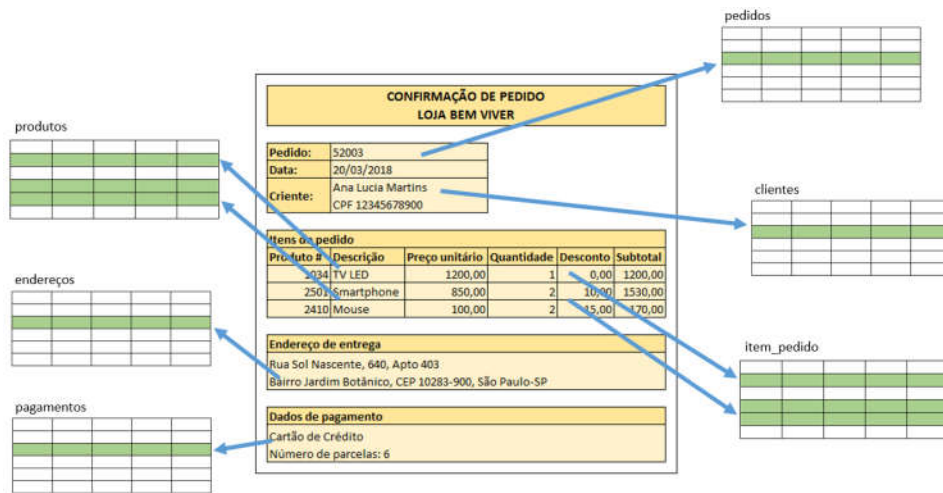 pedidos
CONFIRMAÇÃO DE PEDIDO
LOJA BEM VIVER
produtos
Pedido: 52003
Data: 20/03/2018
Criente: Ana Lucia Martins
CPF 12345678900
clientes
Itens do pedido
Produto # Descrição Preço unitário Quantidade Desconto Subtotal
1034 TV LED 1200,00 1 0,00 1200,00
2501 Smartphone 850,00 2 10,00 1530,00
2410 Mouse 100,00 2 15,00 170,00
endereços
Endereço de entrega
Rua Sol Nascente, 640, Apto 403
Bairro Jardim Botânico, CEP 10283-900, São Paulo-SP
item_pedido
pagamentos
Dados de pagamento
Cartão de Crédito
Número de parcelas: 6